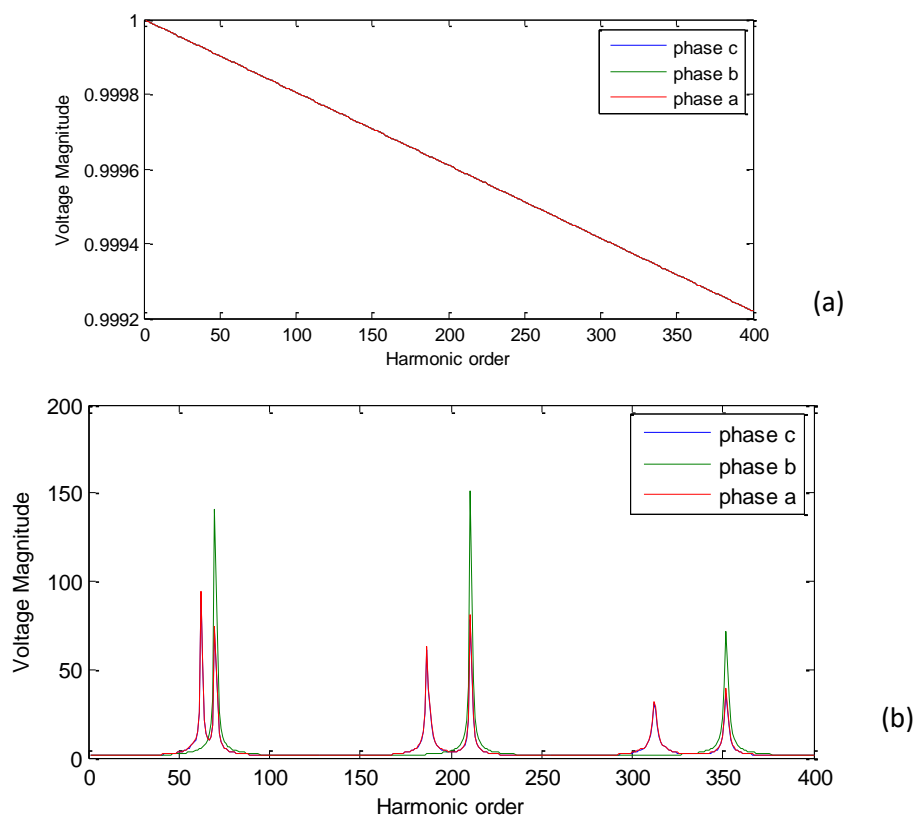 1
0.9998
0.9996
0.9994
0.9992
Voltage Magnitude
0 50 100 150 200 250 300 350 400
Harmonic order
phase c
phase b
phase a
(a)
200
150
100
50
0
Voltage Magnitude
0 50 100 150 200 250 300 350 400
Harmonic order
phase c
phase b
phase a
(b)